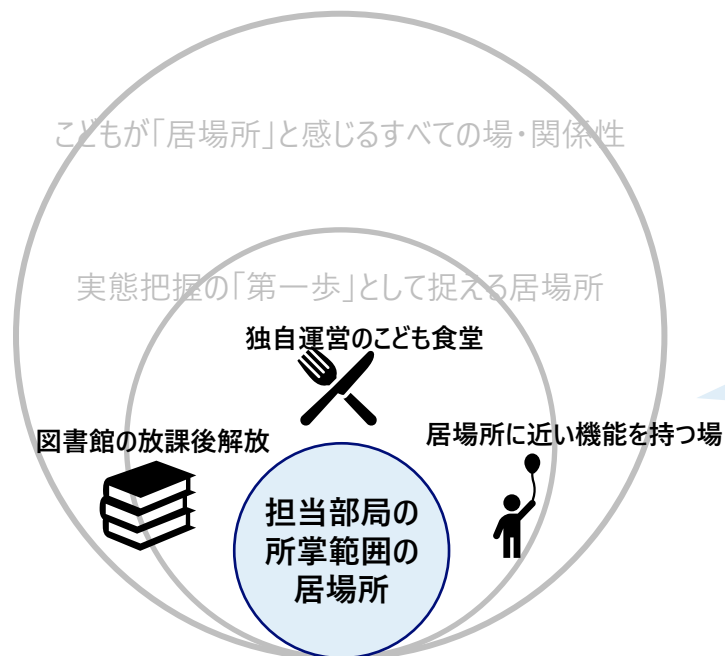 こどもが「居場所」と感じるすべての場・関係性
実態把握の「第一歩」として捉える居場所
独自運営のこども食堂
図書館の放課後解放
居場所に近い機能を持つ場
担当部局の
所掌範囲の
居場所